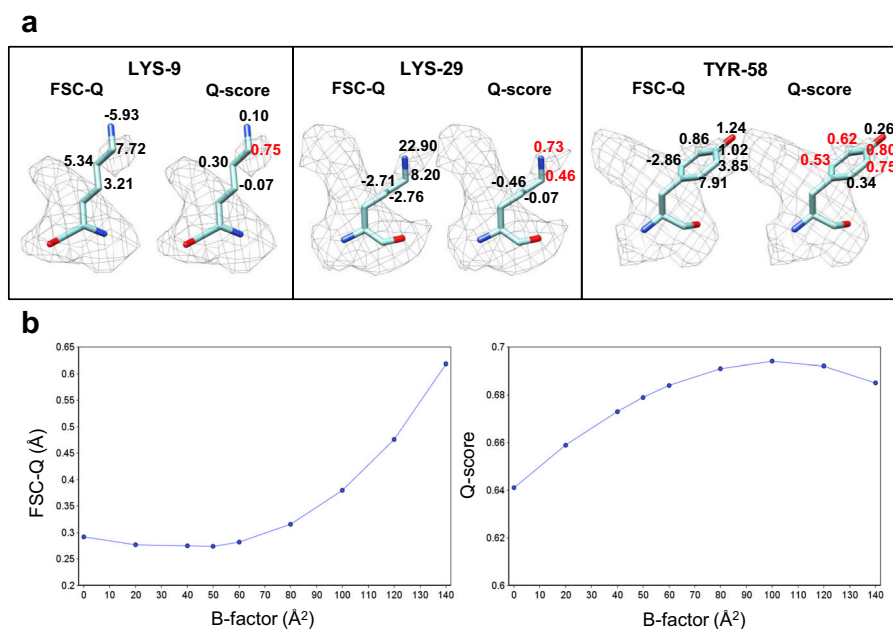 a
LYS-9
FSC-Q
Q-score
-5.93
7.72
5.34
3.21
0.10
0.75
0.30
-0.07
LYS-29
FSC-Q
Q-score
22.90
8.20
-2.71
-2.76
0.73
0.46
-0.46
-0.07
TYR-58
FSC-Q
Q-score
1.24
0.86
1.02
-2.86
3.85
7.91
0.26
0.62
0.80
0.53
0.75
0.34
b
0.65
0.6
0.55
0.5
0.45
0.4
0.35
0.3
0.25
0.2
FSC-Q (Å)
0 10 20 30 40 50 60 70 80 90 100 110 120 130 140
B-factor (Å²)
0.7
0.68
0.66
0.64
0.62
0.6
Q-score
0 10 20 30 40 50 60 70 80 90 100 110 120 130 140
B-factor (Å²)